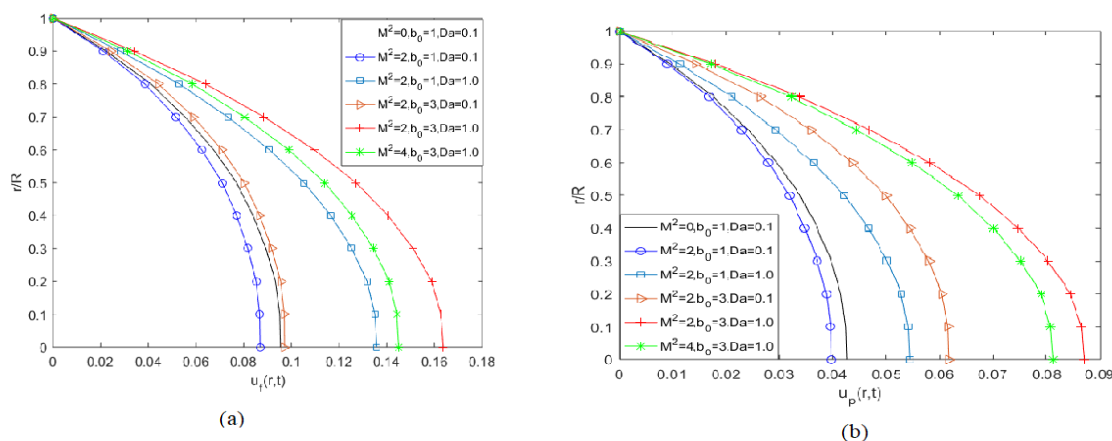 (a)
r/R
1
0.9
0.8
0.7
0.6
0.5
0.4
0.3
0.2
0.1
0
M²=0,b₀=1,Da=0.1
M²=2,b₀=1,Da=0.1
M²=2,b₀=1,Da=1.0
M²=2,b₀=3,Da=0.1
M²=2,b₀=3,Da=1.0
M²=4,b₀=3,Da=1.0
0 0.02 0.04 0.06 0.08 0.1 0.12 0.14 0.16 0.18
u_f(r,t)
(a)
(b)
r/R
1
0.9
0.8
0.7
0.6
0.5
0.4
0.3
0.2
0.1
0
M²=0,b₀=1,Da=0.1
M²=2,b₀=1,Da=0.1
M²=2,b₀=1,Da=1.0
M²=2,b₀=3,Da=0.1
M²=2,b₀=3,Da=1.0
M²=4,b₀=3,Da=1.0
0 0.01 0.02 0.03 0.04 0.05 0.06 0.07 0.08 0.09
u_p(r,t)
(b)